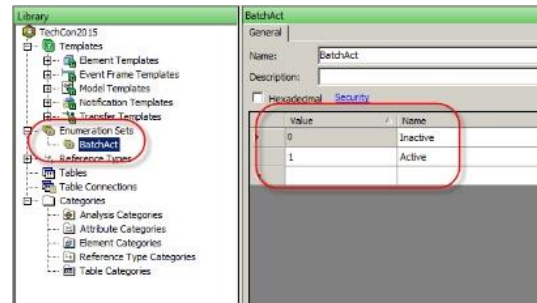 Library
TechCon2015
Templates
Element Templates
Event Frame Templates
Model Templates
Notification Templates
Transfer Templates
Enumeration Sets
BatchAct
Reference Types
Tables
Table Connections
Categories
Analysis Categories
Attribute Categories
Element Categories
Reference Type Categories
Table Categories
BatchAct
General
Name: BatchAct
Description:
Hexadecimal Security
Value Name
0 Inactive
1 Active